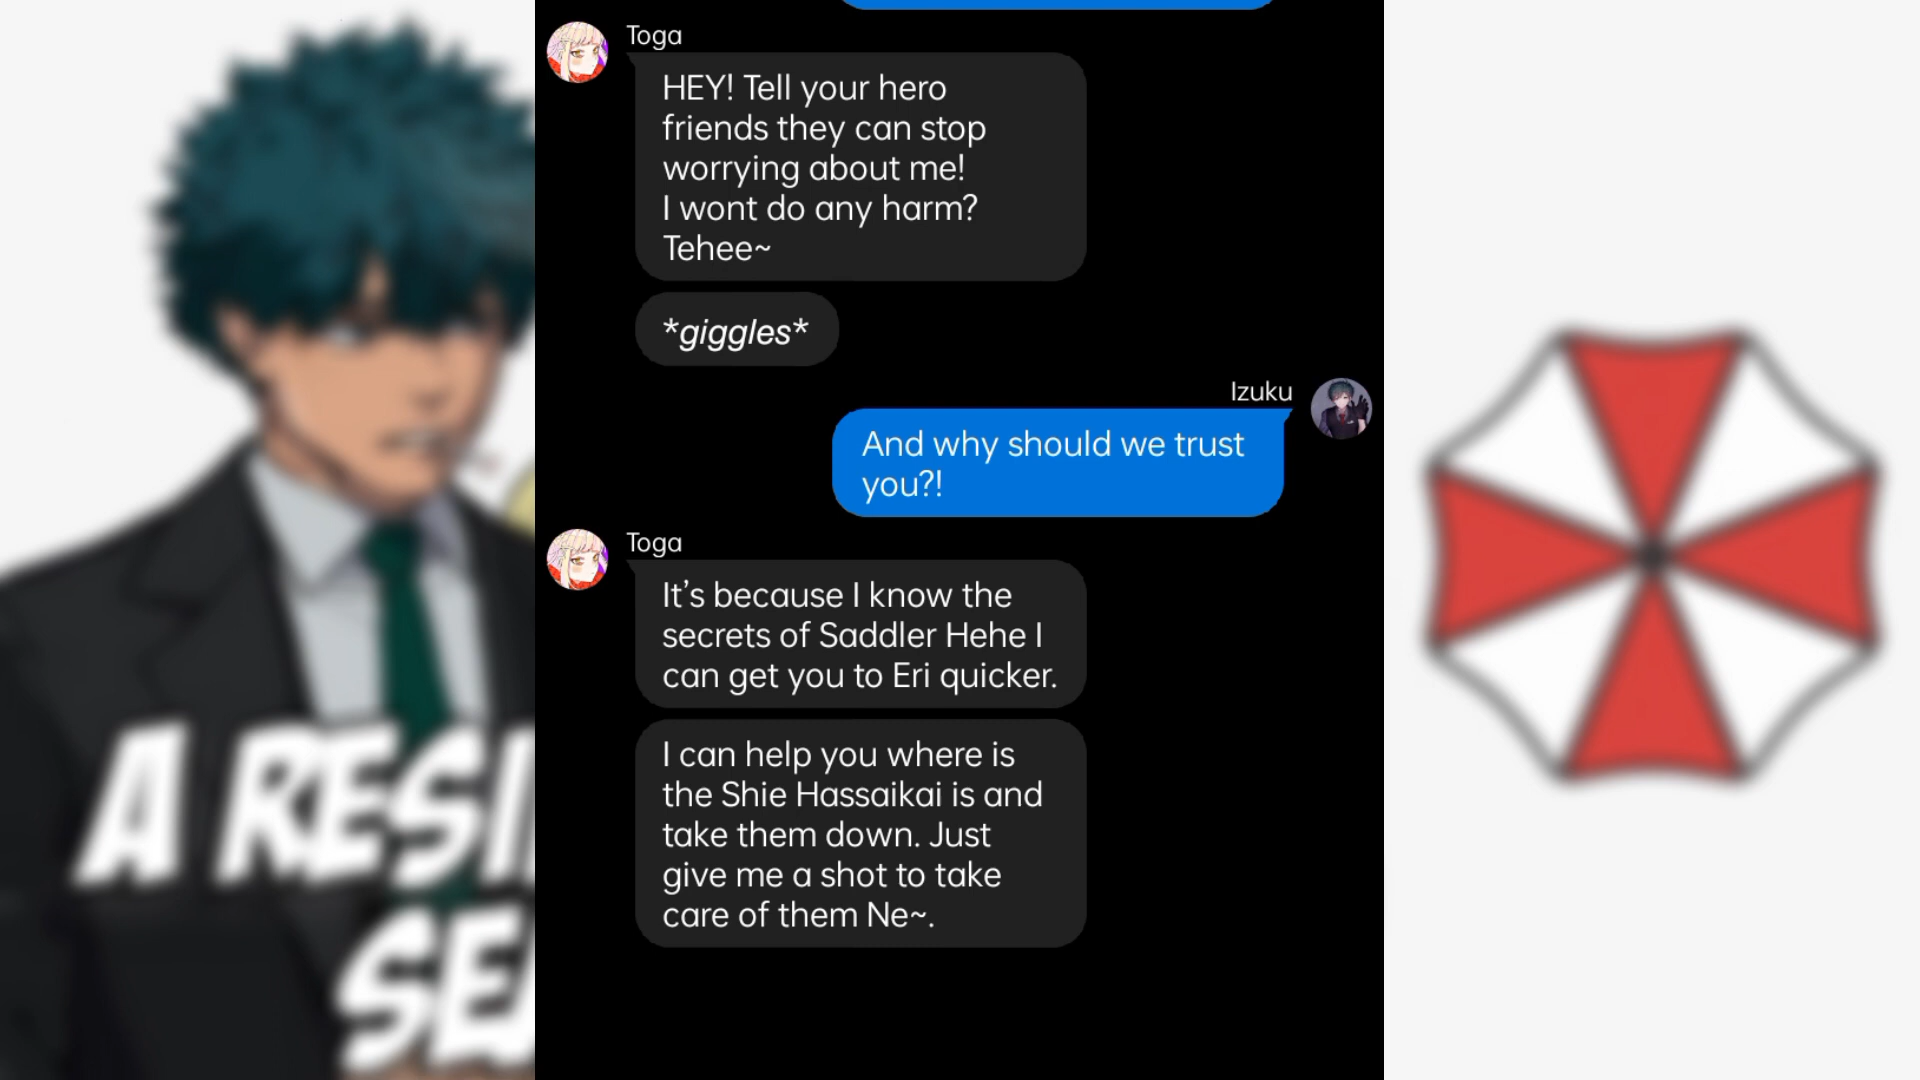 Toga
HEY! Tell your hero
friends they can stop
worrying about me!
I wont do any harm?
Tehee~
*giggles*
Izuku
And why should we trust
you?!
Toga
It's because I know the
secrets of Saddler Hehe I
can get you to Eri quicker.
I can help you where is
the Shie Hassaikai is and
take them down. Just
give me a shot to take
care of them Ne~.
A RESI
SE